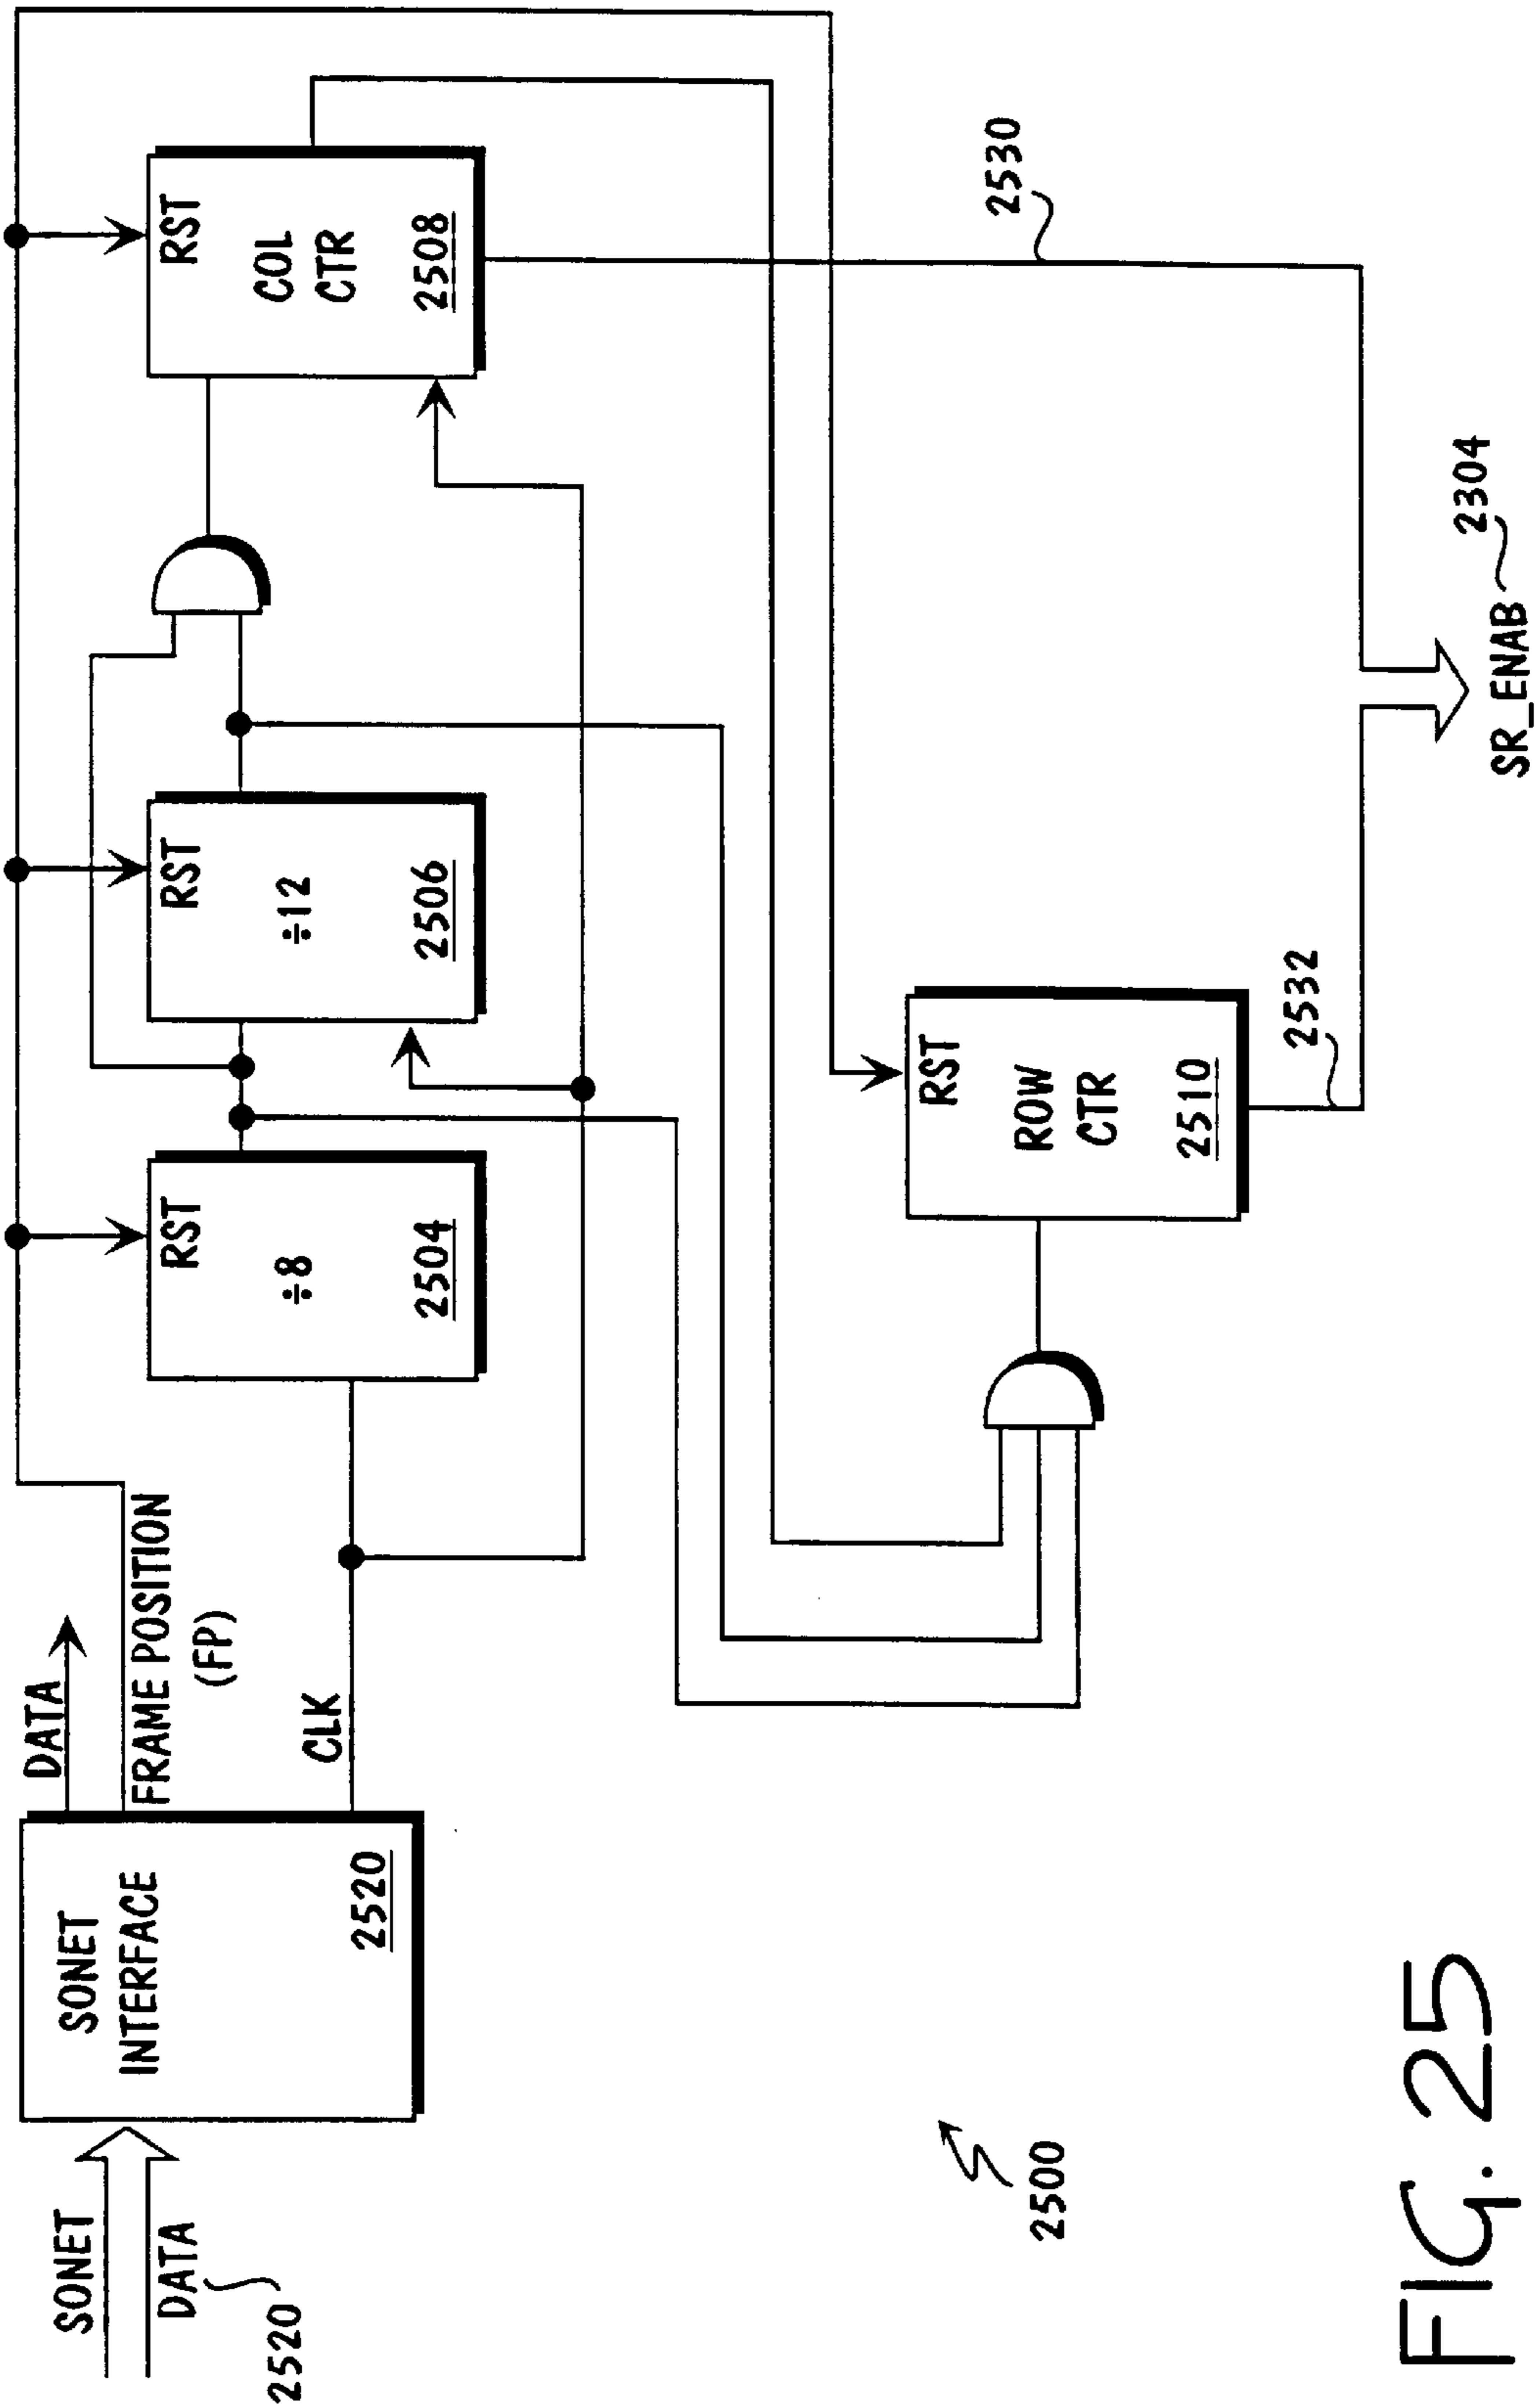 SONET
DATA
2520
SONET
INTERFACE
2520
DATA
FRAME POSITION
(FP)
CLK
RST
÷8
2504
RST
÷12
2506
RST
COL
CTR
2508
RST
ROW
CTR
2510
2530
2532
SR_ENAB
2304
2500
FIG. 25